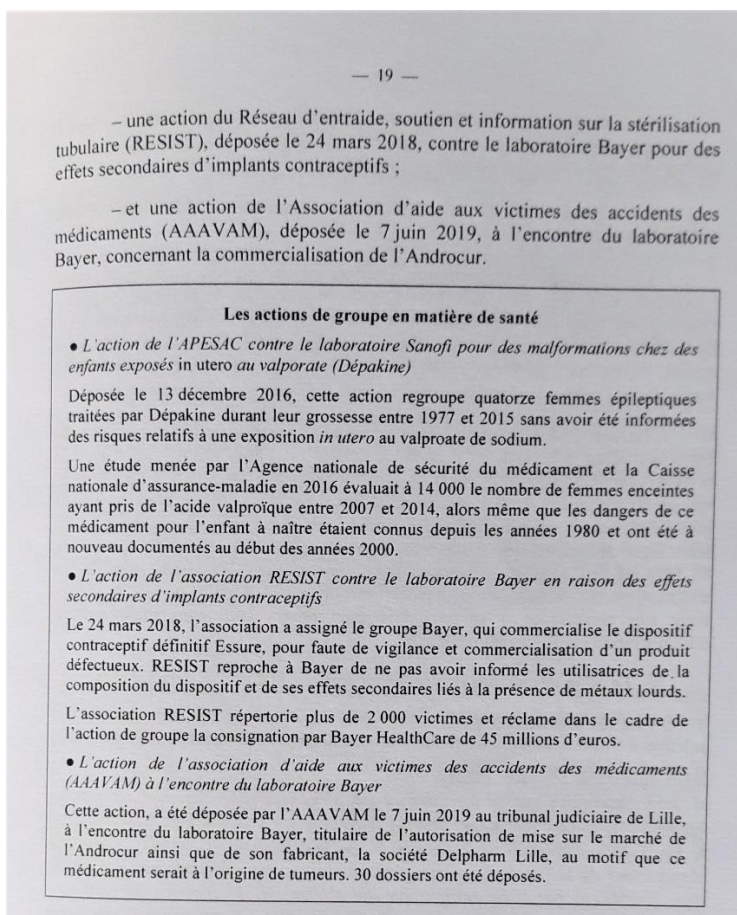 — 19 —
– une action du Réseau d'entraide, soutien et information sur la stérilisation
tubulaire (RESIST), déposée le 24 mars 2018, contre le laboratoire Bayer pour des
effets secondaires d'implants contraceptifs ;
– et une action de l'Association d'aide aux victimes des accidents des
médicaments (AAAVAM), déposée le 7 juin 2019, à l'encontre du laboratoire
Bayer, concernant la commercialisation de l'Androcur.
Les actions de groupe en matière de santé
● L'action de l'APESAC contre le laboratoire Sanofi pour des malformations chez des
enfants exposés in utero au valporate (Dépakine)
Déposée le 13 décembre 2016, cette action regroupe quatorze femmes épileptiques
traitées par Dépakine durant leur grossesse entre 1977 et 2015 sans avoir été informées
des risques relatifs à une exposition in utero au valproate de sodium.
Une étude menée par l'Agence nationale de sécurité du médicament et la Caisse
nationale d'assurance-maladie en 2016 évaluait à 14 000 le nombre de femmes enceintes
ayant pris de l'acide valproïque entre 2007 et 2014, alors même que les dangers de ce
médicament pour l'enfant à naître étaient connus depuis les années 1980 et ont été à
nouveau documentés au début des années 2000.
● L'action de l'association RESIST contre le laboratoire Bayer en raison des effets
secondaires d'implants contraceptifs
Le 24 mars 2018, l'association a assigné le groupe Bayer, qui commercialise le dispositif
contraceptif définitif Essure, pour faute de vigilance et commercialisation d'un produit
défectueux. RESIST reproche à Bayer de ne pas avoir informé les utilisatrices de la
composition du dispositif et de ses effets secondaires liés à la présence de métaux lourds.
L'association RESIST répertorie plus de 2 000 victimes et réclame dans le cadre de
l'action de groupe la consignation par Bayer HealthCare de 45 millions d'euros.
● L'action de l'association d'aide aux victimes des accidents des médicaments
(AAAVAM) à l'encontre du laboratoire Bayer
Cette action, a été déposée par l'AAAVAM le 7 juin 2019 au tribunal judiciaire de Lille,
à l'encontre du laboratoire Bayer, titulaire de l'autorisation de mise sur le marché de
l'Androcur ainsi que de son fabricant, la société Delpharm Lille, au motif que ce
médicament serait à l'origine de tumeurs. 30 dossiers ont été déposés.